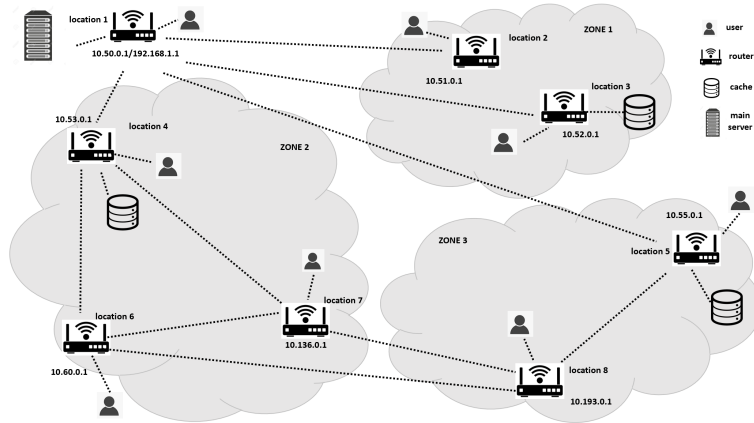 location 1
10.50.0.1/192.168.1.1
location 2
10.51.0.1
ZONE 1
location 3
10.52.0.1
user
router
cache
main
server
10.53.0.1
location 4
ZONE 2
location 6
10.60.0.1
location 7
10.136.0.1
ZONE 3
10.55.0.1
location 5
location 8
10.193.0.1